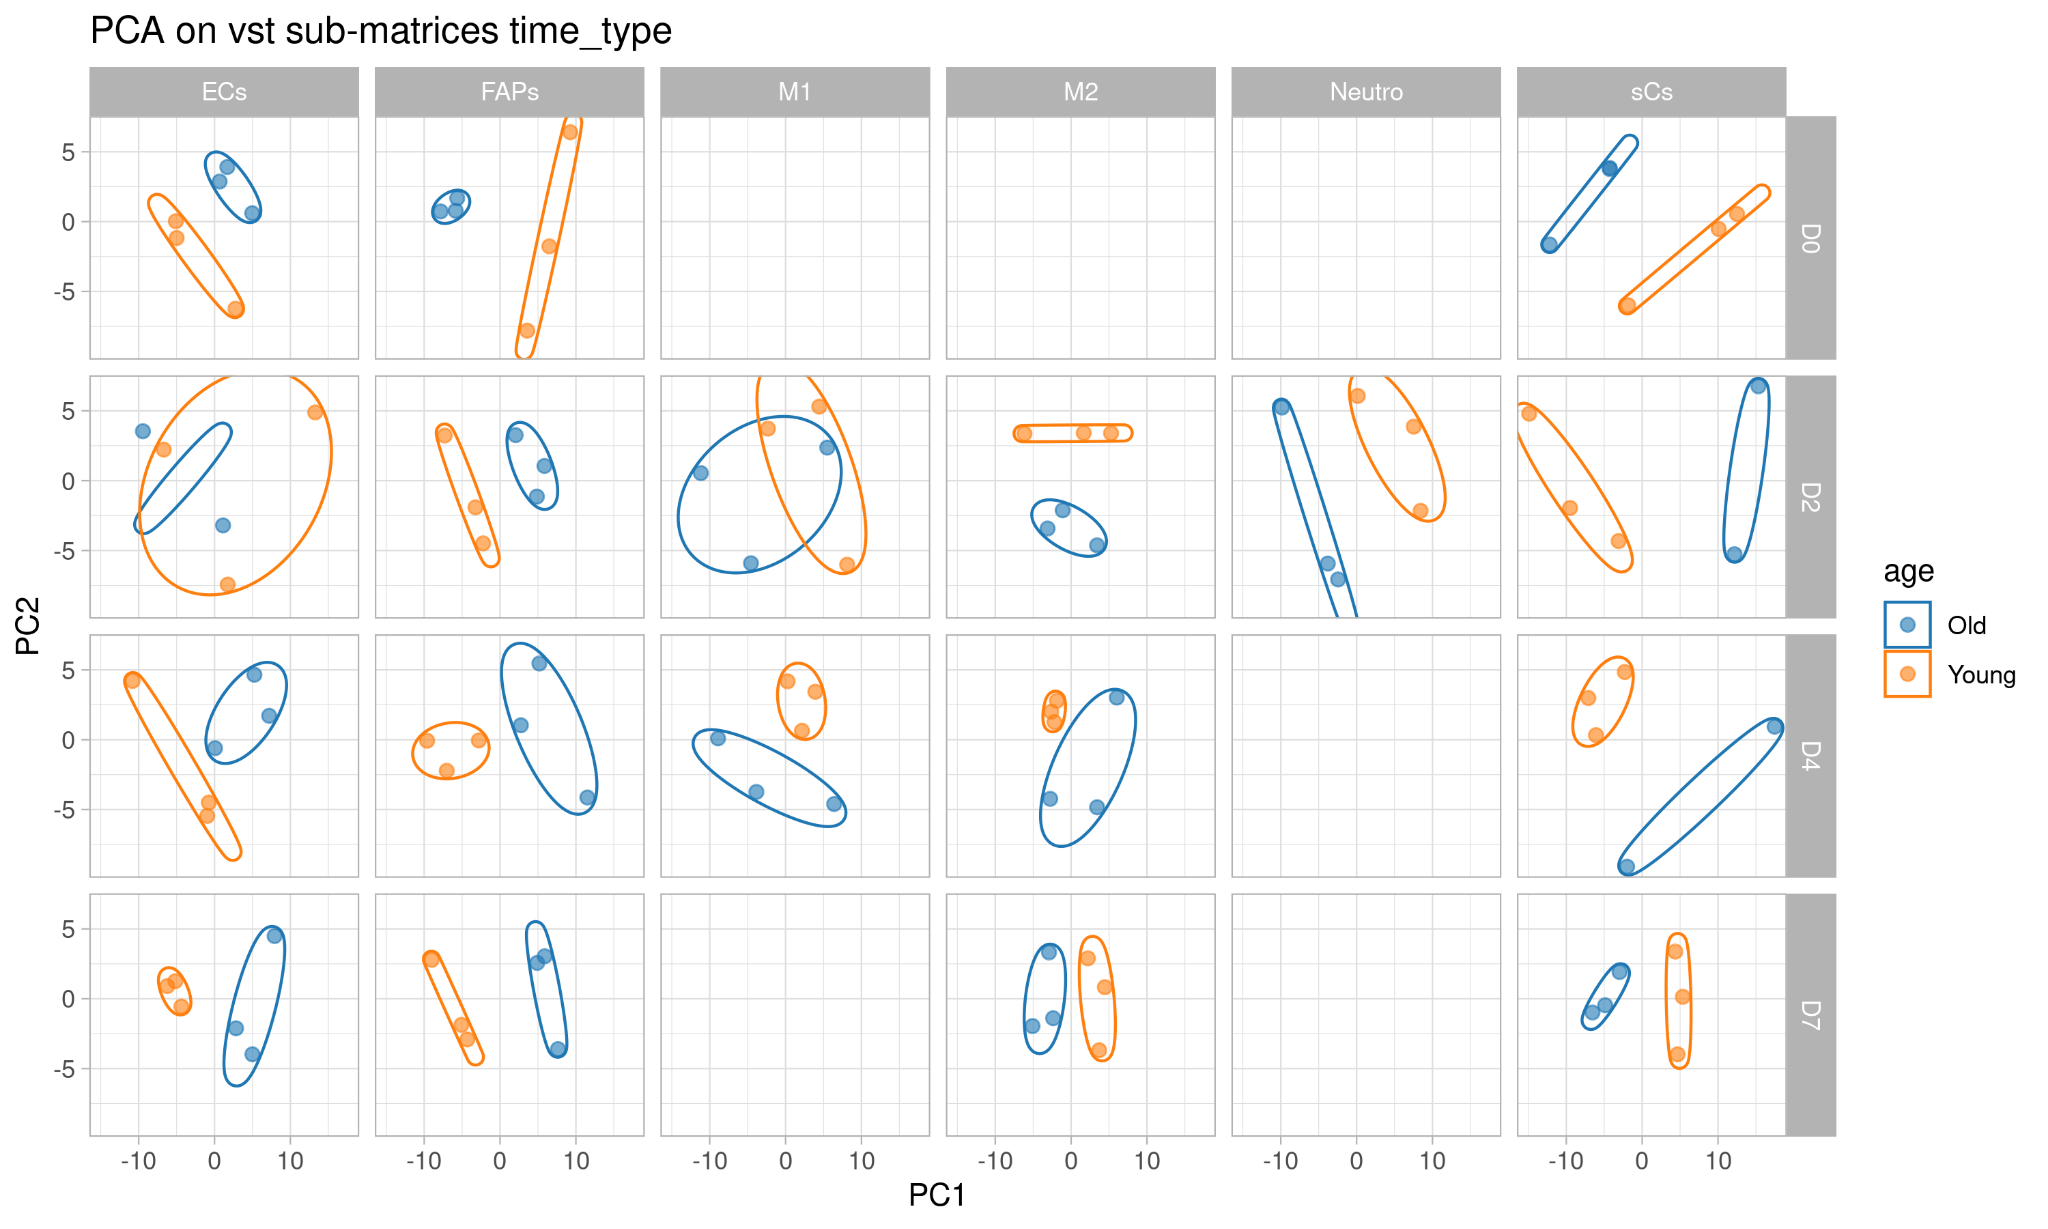 PCA on vst sub-matrices time_type
ECs FAPs M1 M2 Neutro sCs
5
0
-5
D0
5
0
-5
D2
5
0
-5
D4
5
0
-5
D7
-10 0 10 -10 0 10 -10 0 10 -10 0 10 -10 0 10 -10 0 10
PC1
PC2
age
Old
Young